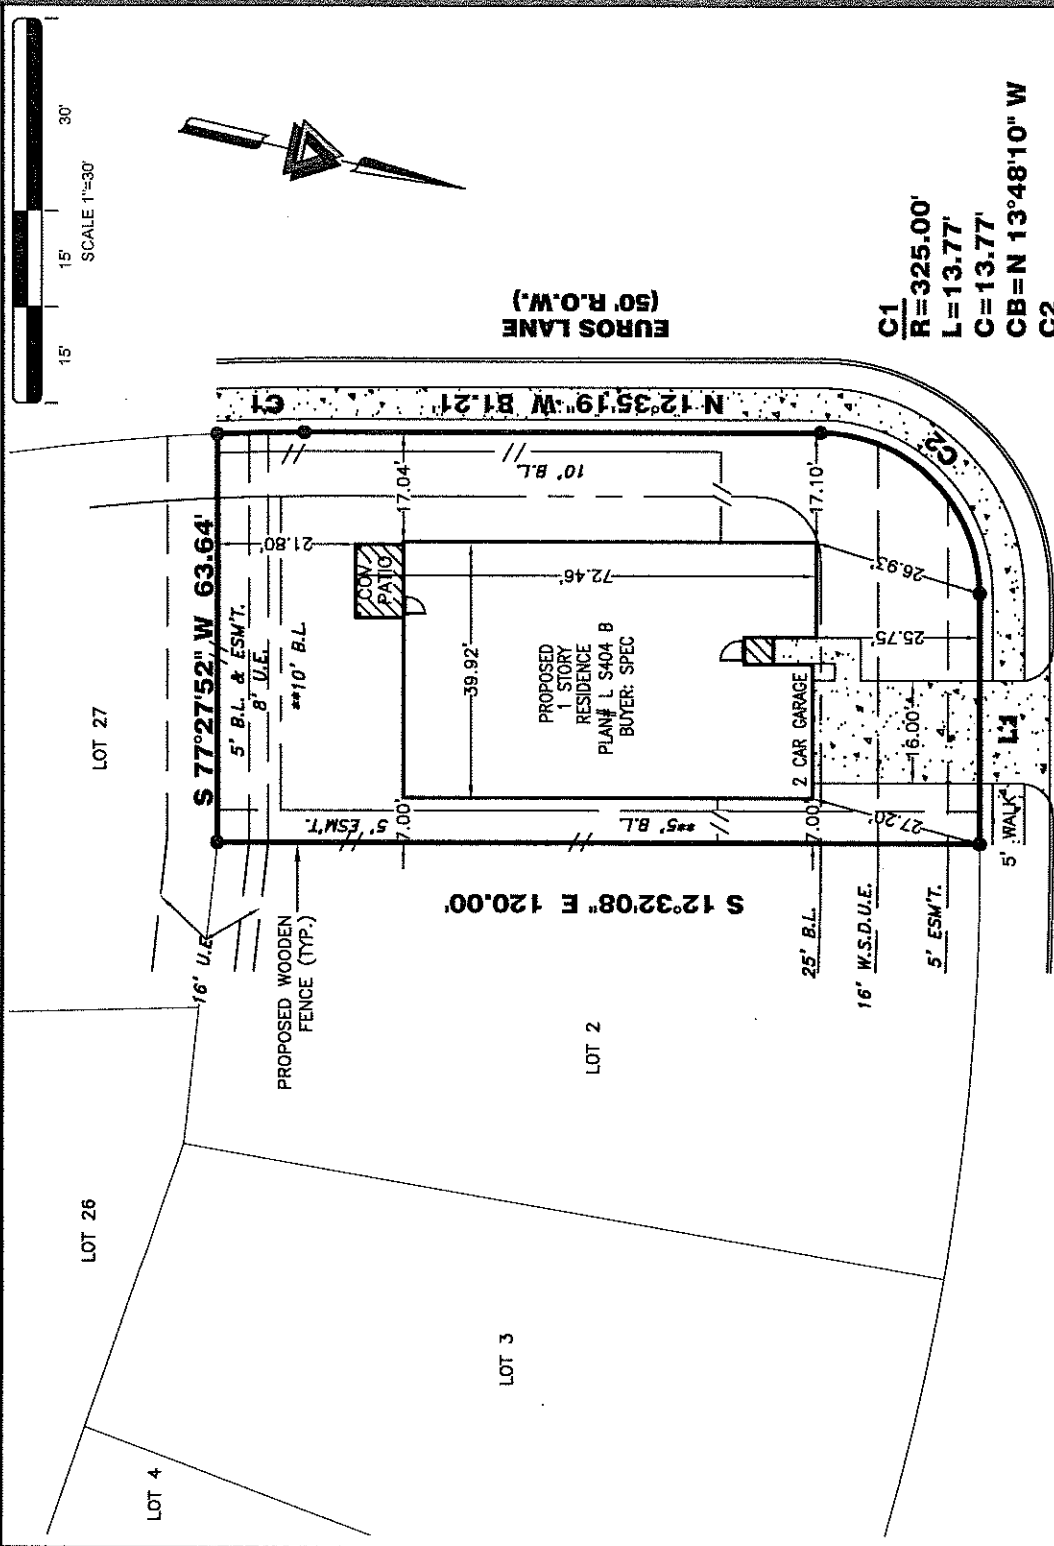 15'
15'
30'
SCALE 1"=30'
LOT 27
S 77°27'52" W 63.64'
5' B.L. & ESM'T.
8' U.E.
**10' B.L.
21.80'
C1
16' U.E.
PROPOSED WOODEN
FENCE (TYP.)
5' ESM'T.
7.00'
COV.
PATIO
17.04'
10' B.L.
N 12°35'19" W 81.21'
EUROS LANE
(50' R.O.W.)
39.92'
72.46'
PROPOSED
1 STORY
RESIDENCE
PLAN# L S404 B
BUYER: SPEC
2 CAR GARAGE
**5' B.L.
7.00'
17.10'
S 12°32'08" E 120.00'
25' B.L.
16' W.S.D.U.E.
5' ESM'T.
27.20'
16.00'
25.75'
26.93'
C2
L1
5' WALK
LOT 2
LOT 26
LOT 3
LOT 4
C1
R=325.00'
L=13.77'
C=13.77'
CB=N 13°48'10" W
C2